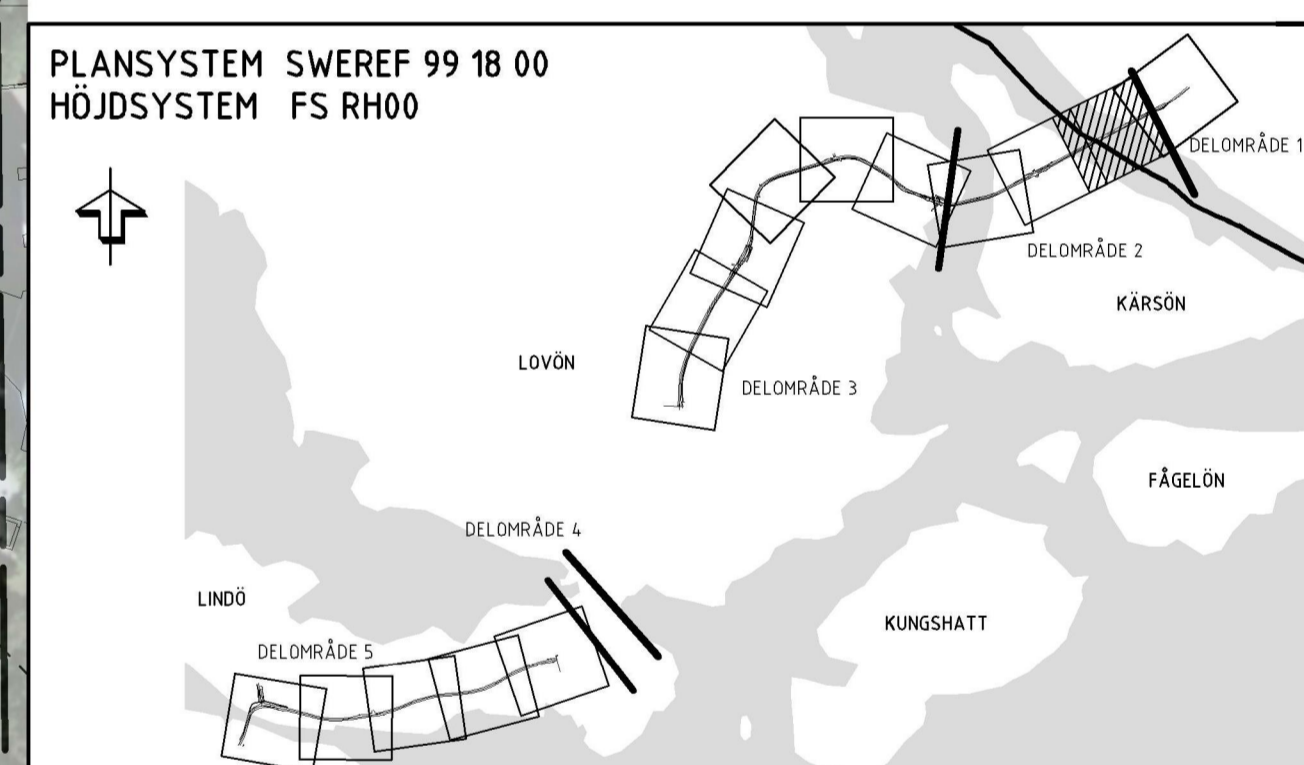 PLANSYSTEM SWEREF 99 18 00
HÖJDSYSTEM FS RH00
DELOMRÅDE 1
DELOMRÅDE 2
KÄRSÖN
LOVÖN
DELOMRÅDE 3
FÅGELÖN
DELOMRÅDE 4
LINDÖ
KUNGSHATT
DELOMRÅDE 5